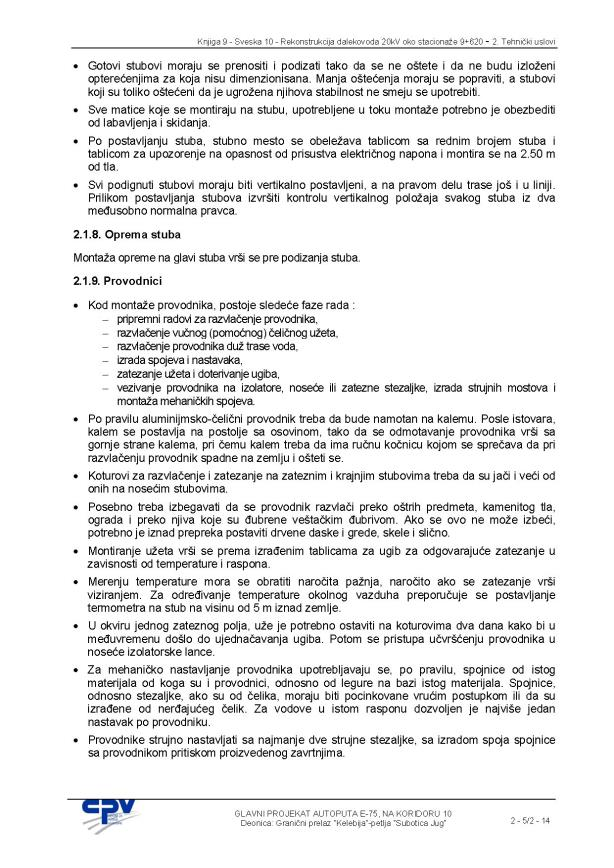 Knjiga 9 - Sveska 10 - Rekonstrukcija dalekovoda 20kV oko stacionaže 9+620 - 2. Tehnički uslovi
• Gotovi stubovi moraju se prenositi i podizati tako da se ne oštete i da ne budu izloženi
opterećenjima za koja nisu dimenzionisana. Manja oštećenja moraju se popraviti, a stubovi
koji su toliko oštećeni da je ugrožena njihova stabilnost ne smeju se upotrebiti.
• Sve matice koje se montiraju na stubu, upotrebljene u toku montaže potrebno je obezbediti
od labavljenja i skidanja.
• Po postavljanju stuba, stubno mesto se obeležava tablicom sa rednim brojem stuba i
tablicom za upozorenje na opasnost od prisustva električnog napona i montira se na 2.50 m
od tla.
• Svi podignuti stubovi moraju biti vertikalno postavljeni, a na pravom delu trase još i u liniji.
Prilikom postavljanja stubova izvršiti kontrolu vertikalnog položaja svakog stuba iz dva
međusobno normalna pravca.
2.1.8. Oprema stuba
Montaža opreme na glavi stuba vrši se pre podizanja stuba.
2.1.9. Provodnici
• Kod montaže provodnika, postoje sledeće faze rada :
– pripremni radovi za razvlačenje provodnika,
– razvlačenje vučnog (pomoćnog) čeličnog užeta,
– razvlačenje provodnika duž trase voda,
– izrada spojeva i nastavaka,
– zatezanje užeta i doterivanje ugiba,
– vezivanje provodnika na izolatore, noseće ili zatezne stezaljke, izrada strujnih mostova i
montaža mehaničkih spojeva.
• Po pravilu aluminijmsko-čelični provodnik treba da bude namotan na kalemu. Posle istovara,
kalem se postavlja na postolje sa osovinom, tako da se odmotavanje provodnika vrši sa
gornje strane kalema, pri čemu kalem treba da ima ručnu kočnicu kojom se sprečava da pri
razvlačenju provodnik spadne na zemlju i ošteti se.
• Koturovi za razvlačenje i zatezanje na zateznim i krajnjim stubovima treba da su jači i veći od
onih na nosećim stubovima.
• Posebno treba izbegavati da se provodnik razvlači preko oštrih predmeta, kamenitog tla,
ograda i preko njiva koje su đubrene veštačkim đubrivom. Ako se ovo ne može izbeći,
potrebno je iznad prepreka postaviti drvene daske i grede, skele i slično.
• Montiranje užeta vrši se prema izrađenim tablicama za ugib za odgovarajuće zatezanje u
zavisnosti od temperature i raspona.
• Merenju temperature mora se obratiti naročita pažnja, naročito ako se zatezanje vrši
viziranjem. Za određivanje temperature okolnog vazduha preporučuje se postavljanje
termometra na stub na visinu od 5 m iznad zemlje.
• U okviru jednog zateznog polja, uže je potrebno ostaviti na koturovima dva dana kako bi u
međuvremenu došlo do ujednačavanja ugiba. Potom se pristupa učvršćenju provodnika u
noseće izolatorske lance.
• Za mehaničko nastavljanje provodnika upotrebljavaju se, po pravilu, spojnice od istog
materijala od koga su i provodnici, odnosno od legure na bazi istog materijala. Spojnice,
odnosno stezaljke, ako su od čelika, moraju biti pocinkovane vrućim postupkom ili da su
izrađene od nerđajućeg čelik. Za vodove u istom rasponu dozvoljen je najviše jedan
nastavak po provodniku.
• Provodnike strujno nastavljati sa najmanje dve strujne stezaljke, sa izradom spoja spojnice
sa provodnikom pritiskom proizvedenog zavrtnjima.
cpv
GLAVNI PROJEKAT AUTOPUTA E-75, NA KORIDORU 10
Deonica: Granični prelaz "Kelebija"-petlja "Subotica Jug"
2 - 5/2 - 14